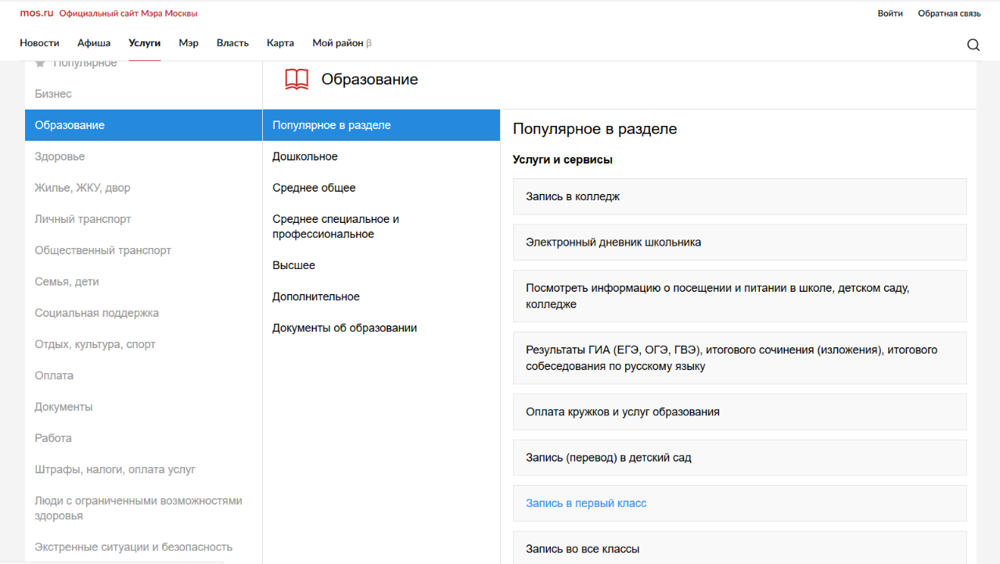 mos.ru Официальный сайт Мэра Москвы
Войти Обратная связь
Новости Афиша Услуги Мэр Власть Карта Мой район β
Популярное
Бизнес
Образование
Здоровье
Жилье, ЖКУ, двор
Личный транспорт
Общественный транспорт
Семья, дети
Социальная поддержка
Отдых, культура, спорт
Оплата
Документы
Работа
Штрафы, налоги, оплата услуг
Люди с ограниченными возможностями
здоровья
Экстренные ситуации и безопасность
Образование
Популярное в разделе
Дошкольное
Среднее общее
Среднее специальное и
профессиональное
Высшее
Дополнительное
Документы об образовании
Популярное в разделе
Услуги и сервисы
Запись в колледж
Электронный дневник школьника
Посмотреть информацию о посещении и питании в школе, детском саду,
колледже
Результаты ГИА (ЕГЭ, ОГЭ, ГВЭ), итогового сочинения (изложения), итогового
собеседования по русскому языку
Оплата кружков и услуг образования
Запись (перевод) в детский сад
Запись в первый класс
Запись во все классы